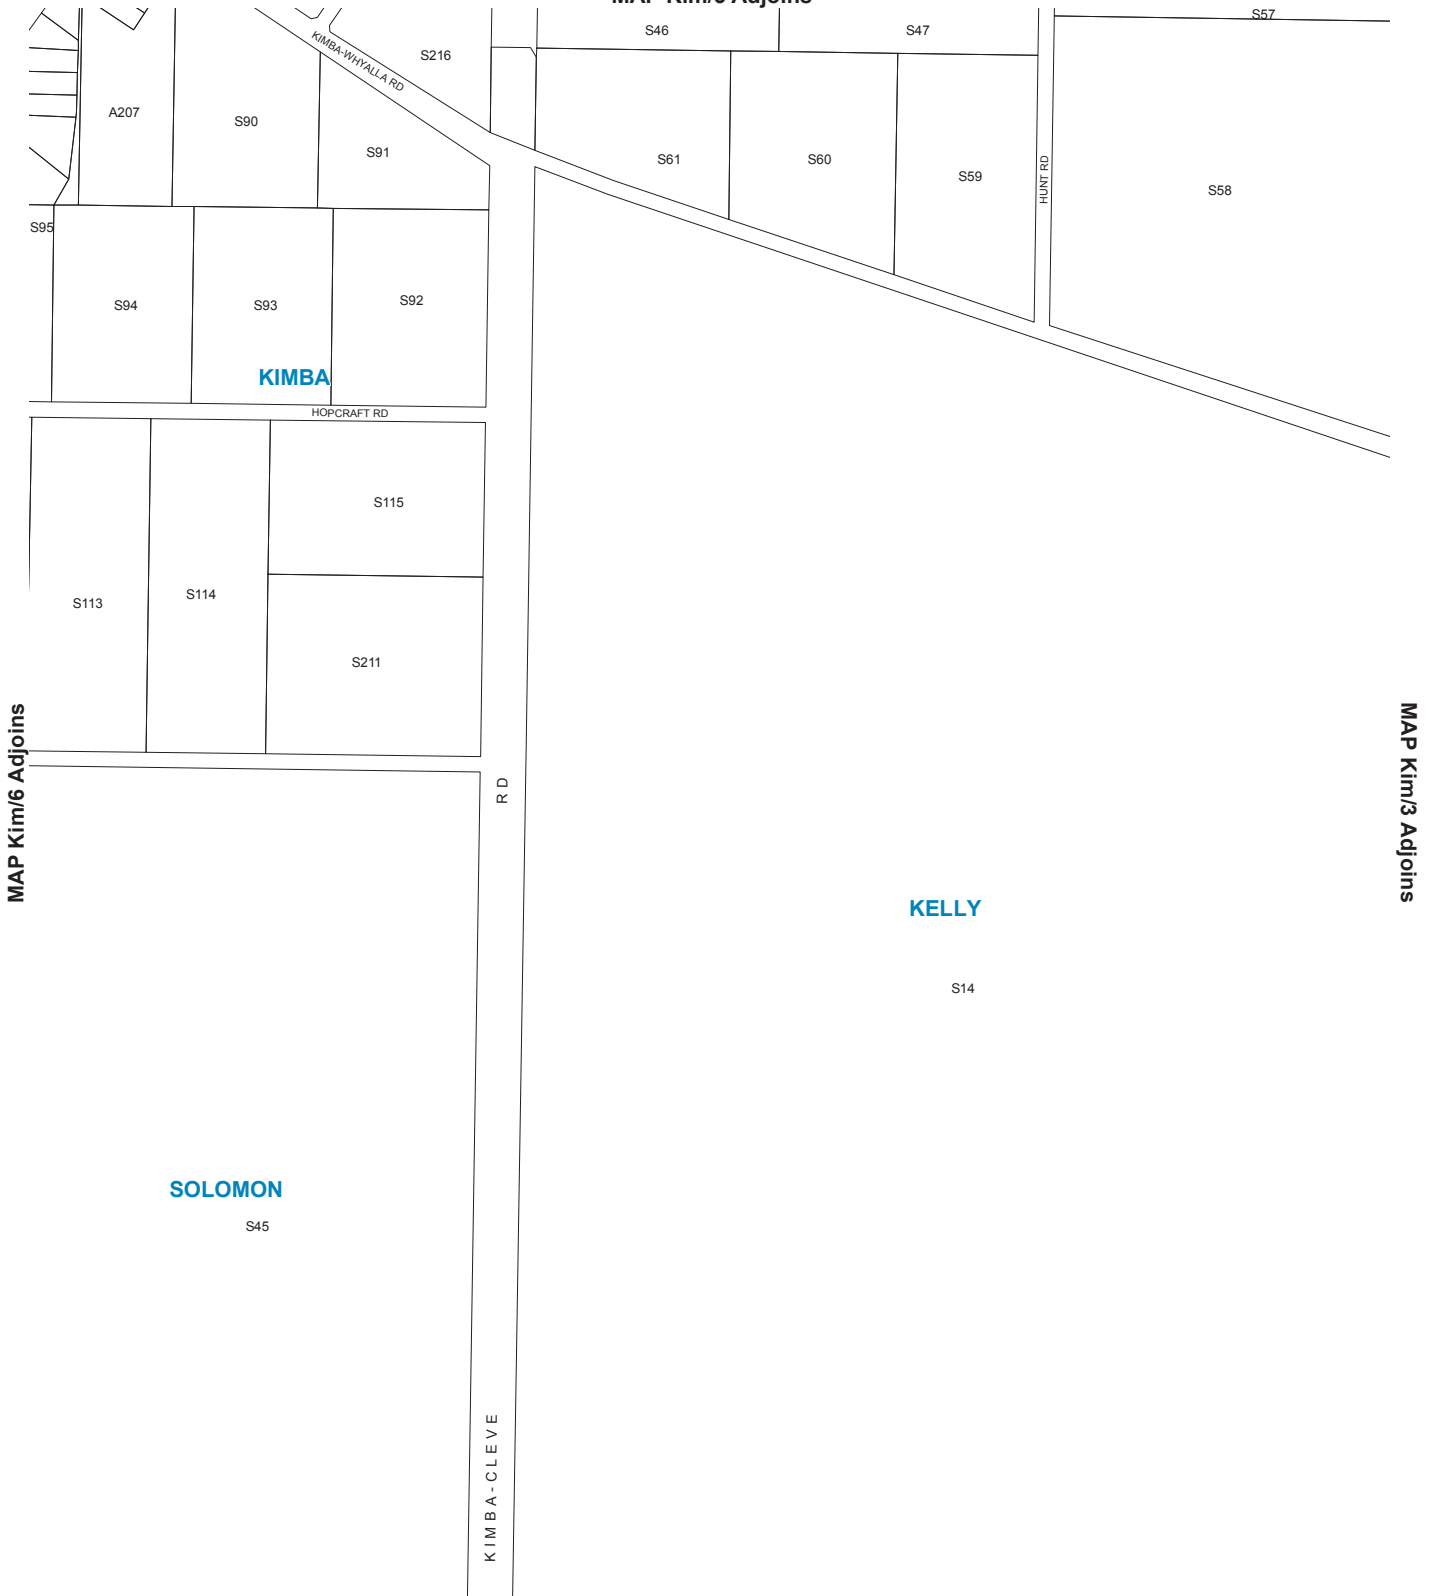 S57
S46
S47
S216
KIMBA-WHYALLA RD
A207
S90
S91
S61
S60
S59
HUNT RD
S58
S95
S94
S93
S92
KIMBA
HOPCRAFT RD
S115
S113
S114
S211
MAP Kim/6 Adjoins
MAP Kim/3 Adjoins
KELLY
S14
SOLOMON
S45
KIMBA-CLEVE RD